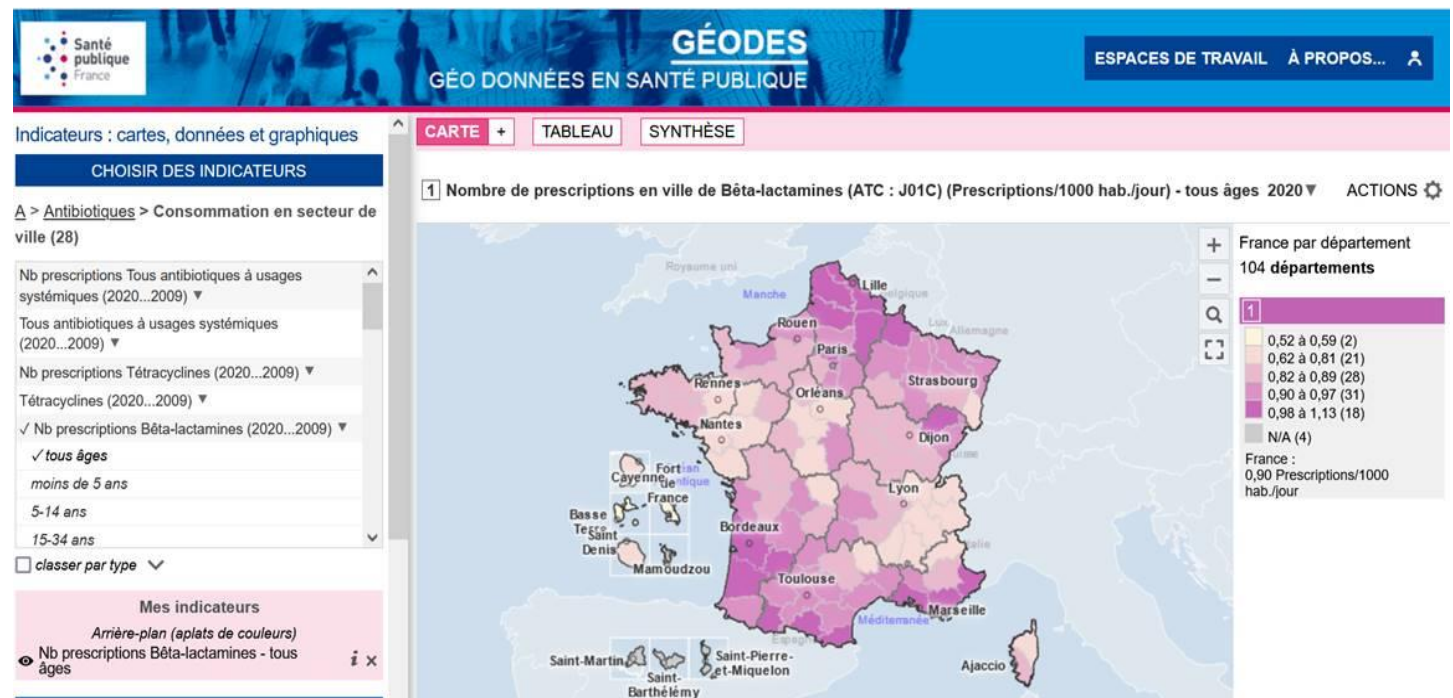 Santé
publique
France
GÉODES
GÉO DONNÉES EN SANTÉ PUBLIQUE
ESPACES DE TRAVAIL À PROPOS...
Indicateurs : cartes, données et graphiques
CHOISIR DES INDICATEURS
A > Antibiotiques > Consommation en secteur de
ville (28)
Nb prescriptions Tous antibiotiques à usages
systémiques (2020...2009) ▼
Tous antibiotiques à usages systémiques
(2020...2009) ▼
Nb prescriptions Tétracyclines (2020...2009) ▼
Tétracyclines (2020...2009) ▼
✓ Nb prescriptions Bêta-lactamines (2020...2009) ▼
✓ tous âges
moins de 5 ans
5-14 ans
15-34 ans
classer par type
Mes indicateurs
Arrière-plan (aplats de couleurs)
Nb prescriptions Bêta-lactamines - tous
âges
i ×
CARTE + TABLEAU SYNTHÈSE
1 Nombre de prescriptions en ville de Bêta-lactamines (ATC : J01C) (Prescriptions/1000 hab./jour) - tous âges 2020 ▼ ACTIONS
Royaume uni
Manche
Lille
Belgique
Lux
Allemagne
Rouen
Paris
Strasbourg
Rennes
Orléans
Nantes
Dijon
Suisse
Cayenne
Fort
de
France
Lyon
Basse
Terre
Saint
Denis
Bordeaux
Italie
Mamoudzou
Toulouse
Marseille
Méditerranée
Espagne
Saint-Martin
Saint-
Barthélémy
Saint-Pierre-
et-Miquelon
Ajaccio
+
−
France par département
104 départements
1
0,52 à 0,59 (2)
0,62 à 0,81 (21)
0,82 à 0,89 (28)
0,90 à 0,97 (31)
0,98 à 1,13 (18)
N/A (4)
France :
0,90 Prescriptions/1000
hab./jour